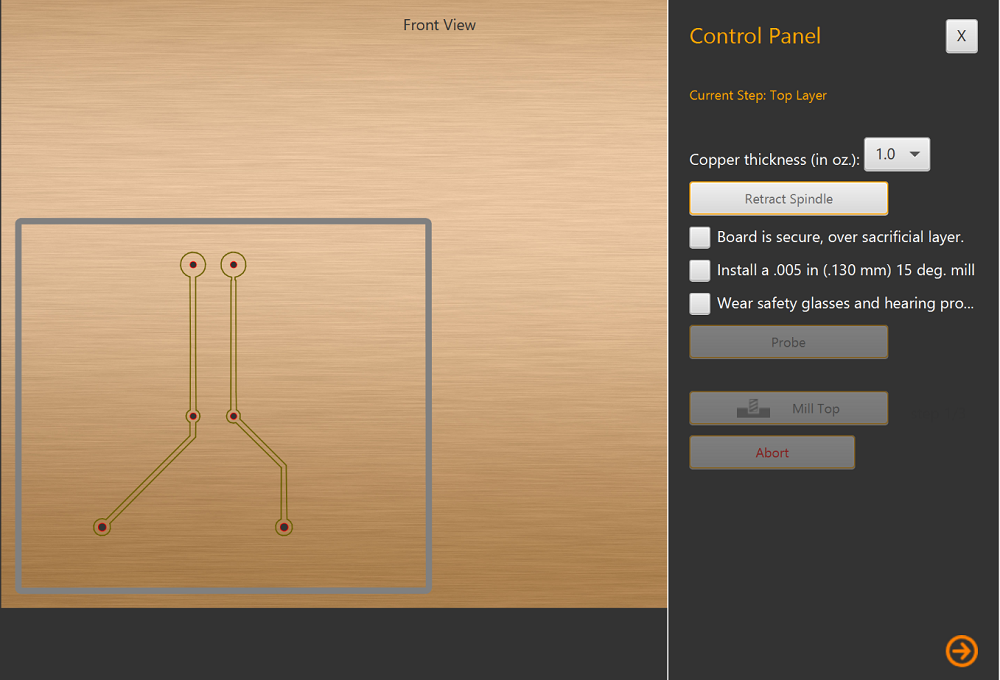 Front View
Control Panel
X
Current Step: Top Layer
Copper thickness (in oz.): 1.0
Retract Spindle
Board is secure, over sacrificial layer.
Install a .005 in (.130 mm) 15 deg. mill
Wear safety glasses and hearing pro...
Probe
Mill Top
Abort